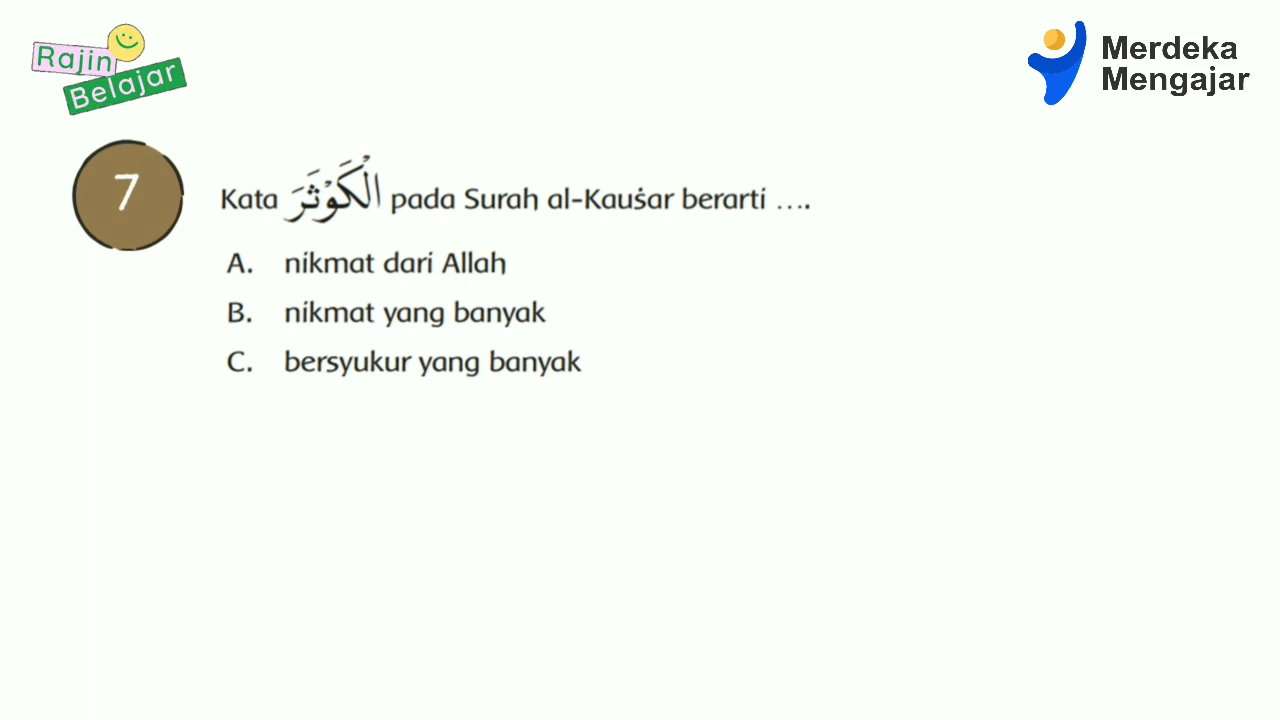 Rajin
Belajar
Merdeka
Mengajar
7
Kata الْكَوْثَرَ pada Surah al-Kauṡar berarti ....
A. nikmat dari Allah
B. nikmat yang banyak
C. bersyukur yang banyak